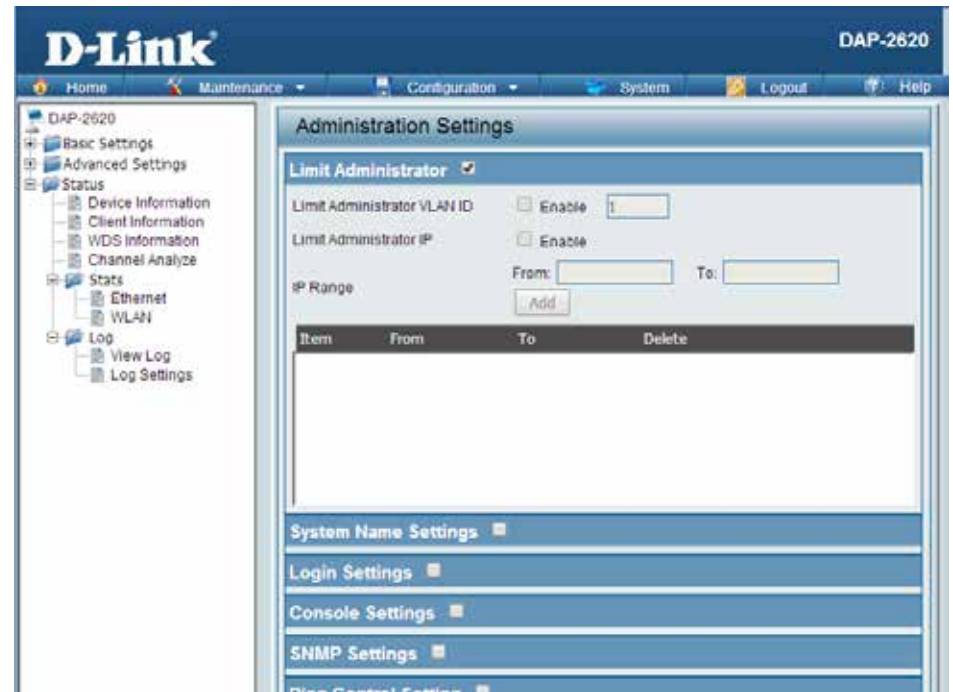 D-Link
DAP-2620
Home Maintenance Configuration System Logout Help
DAP-2620
Basic Settings
Advanced Settings
Status
Device Information
Client Information
WDS Information
Channel Analyze
Stats
Ethernet
WLAN
Log
View Log
Log Settings
Administration Settings
Limit Administrator
Limit Administrator VLAN ID Enable 1
Limit Administrator IP Enable
IP Range From: To:
Add
Item From To Delete
System Name Settings
Login Settings
Console Settings
SNMP Settings
Ping Control Setting